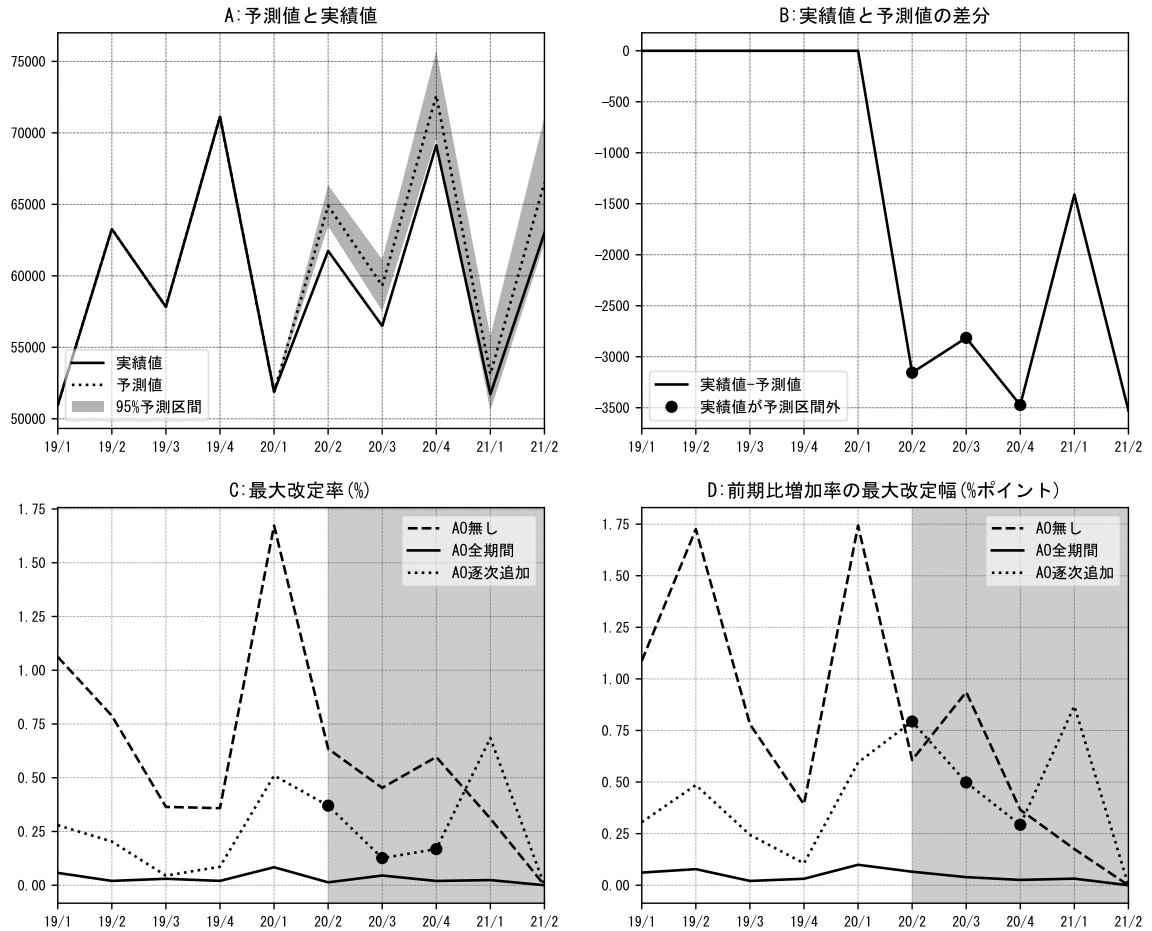 A:予測値と実績値
75000
70000
65000
60000
55000
50000
実績値
予測値
95%予測区間
19/1 19/2 19/3 19/4 20/1 20/2 20/3 20/4 21/1 21/2
B:実績値と予測値の差分
0
−500
−1000
−1500
−2000
−2500
−3000
−3500
実績値−予測値
実績値が予測区間外
19/1 19/2 19/3 19/4 20/1 20/2 20/3 20/4 21/1 21/2
C:最大改定率(%)
1.75
1.50
1.25
1.00
0.75
0.50
0.25
0.00
AO無し
AO全期間
AO逐次追加
19/1 19/2 19/3 19/4 20/1 20/2 20/3 20/4 21/1 21/2
D:前期比増加率の最大改定幅(%ポイント)
1.75
1.50
1.25
1.00
0.75
0.50
0.25
0.00
AO無し
AO全期間
AO逐次追加
19/1 19/2 19/3 19/4 20/1 20/2 20/3 20/4 21/1 21/2